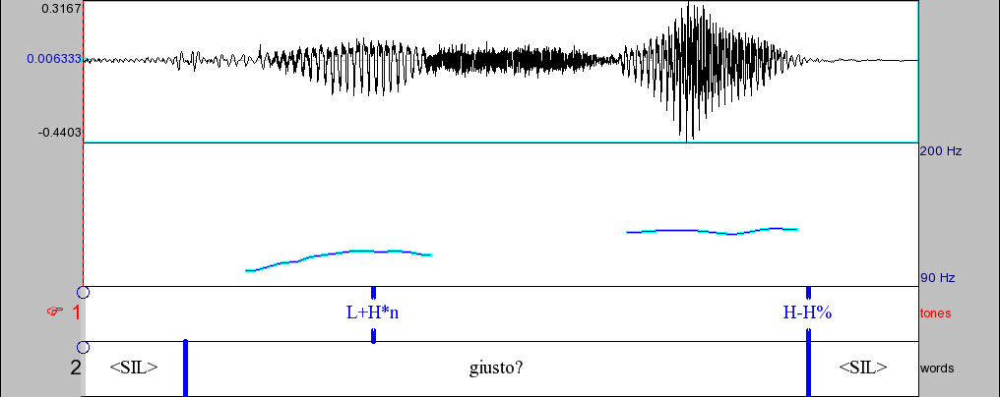 0.3167
0.006333
-0.4403
200 Hz
90 Hz
1 L+H*n H-H% tones
2 <SIL> giusto? <SIL> words